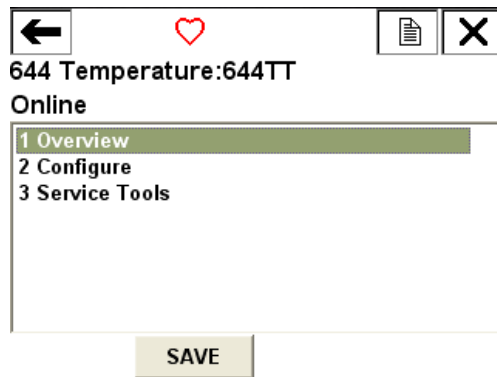 644 Temperature:644TT
Online
1 Overview
2 Configure
3 Service Tools
SAVE